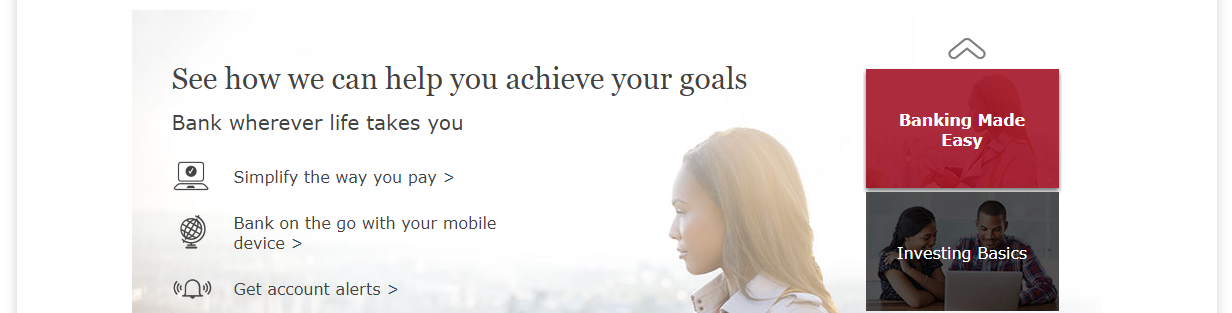 See how we can help you achieve your goals
Bank wherever life takes you
Simplify the way you pay >
Bank on the go with your mobile
device >
Get account alerts >
Banking Made
Easy
Investing Basics